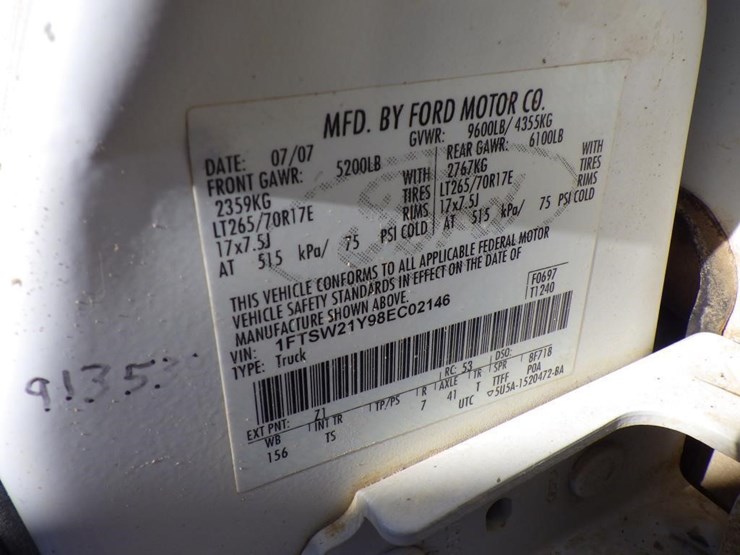 MFD. BY FORD MOTOR CO.
DATE: 07/07 GVWR: 9600LB/ 4355KG
FRONT GAWR: 5200LB REAR GAWR: 6100LB
2359KG WITH 2767KG WITH
LT265/70R17E TIRES LT265/70R17E TIRES
17x7.5J RIMS 17x7.5J RIMS
AT 515 kPa/ 75 PSI COLD AT 515 kPa/ 75 PSI COLD
THIS VEHICLE CONFORMS TO ALL APPLICABLE FEDERAL MOTOR
VEHICLE SAFETY STANDARDS IN EFFECT ON THE DATE OF
MANUFACTURE SHOWN ABOVE.
VIN: 1FTSW21Y98EC02146
TYPE: Truck
F0697
T1240
EXT PNT: Z1 RC: 53 DSO:
WB INT TR TP/PS R AXLE TR SPR BF71B
156 TS 7 41 T TTFF POA
UTC ▽5U5A-1520472-BA
9135